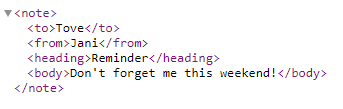 ▼<note>
<to>Tove</to>
<from>Jani</from>
<heading>Reminder</heading>
<body>Don't forget me this weekend!</body>
</note>